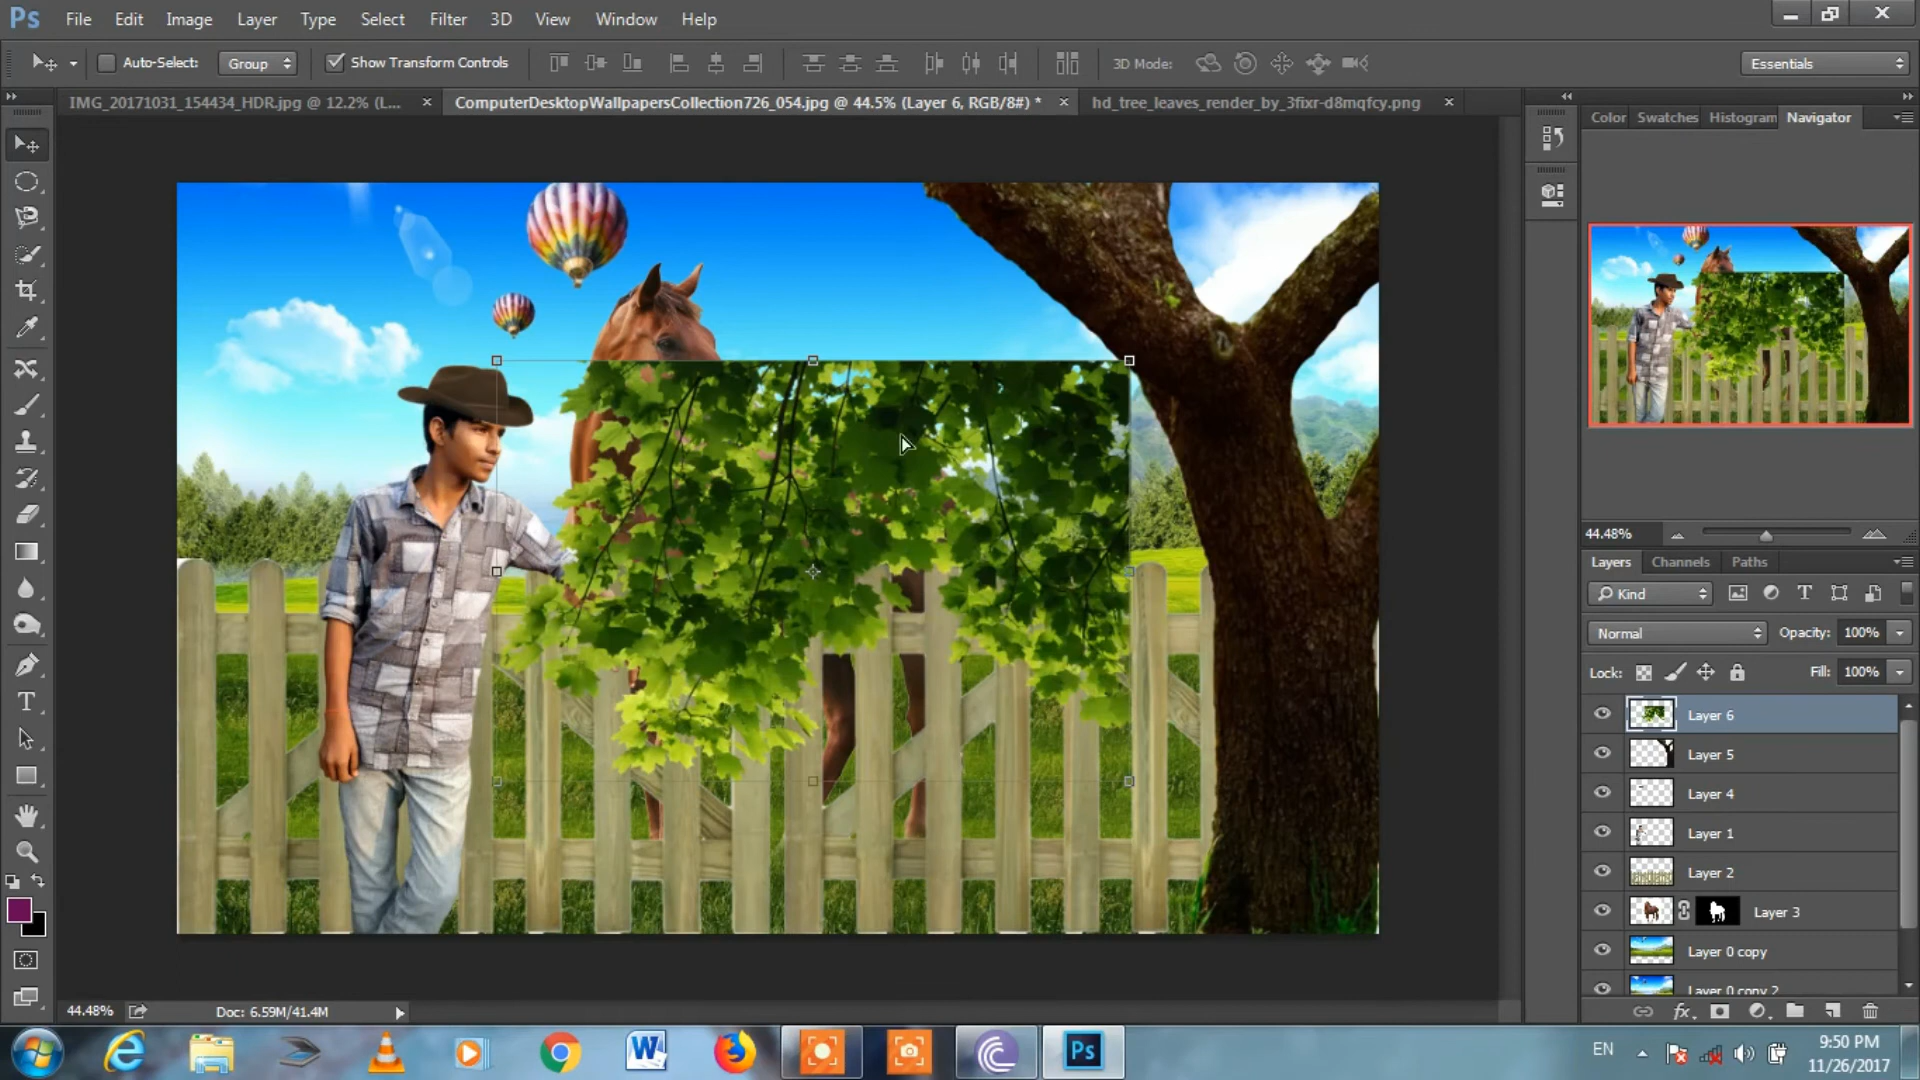 Ps File Edit Image Layer Type Select Filter 3D View Window Help
Auto-Select: Group Show Transform Controls 3D Mode: Essentials
IMG_20171031_154434_HDR.jpg @ 12.2% (L... × ComputerDesktopWallpapersCollection726_054.jpg @ 44.5% (Layer 6, RGB/8#) * × hd_tree_leaves_render_by_3fixr-d8mqfcy.png ×
Color Swatches Histogram Navigator
44.48%
Layers Channels Paths
Kind
Normal Opacity: 100%
Lock: Fill: 100%
Layer 6
Layer 5
Layer 4
Layer 1
Layer 2
Layer 3
Layer 0 copy
Layer 0 copy 2
44.48% Doc: 6.59M/41.4M
EN 9:50 PM
11/26/2017